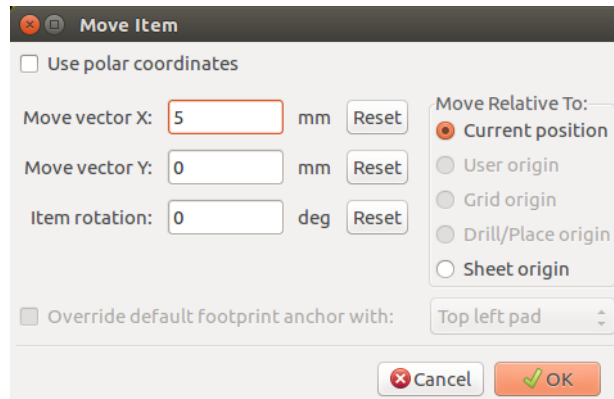 Move Item
Use polar coordinates
Move vector X: 5 mm Reset
Move vector Y: 0 mm Reset
Item rotation: 0 deg Reset
Move Relative To:
Current position
User origin
Grid origin
Drill/Place origin
Sheet origin
Override default footprint anchor with: Top left pad
Cancel OK